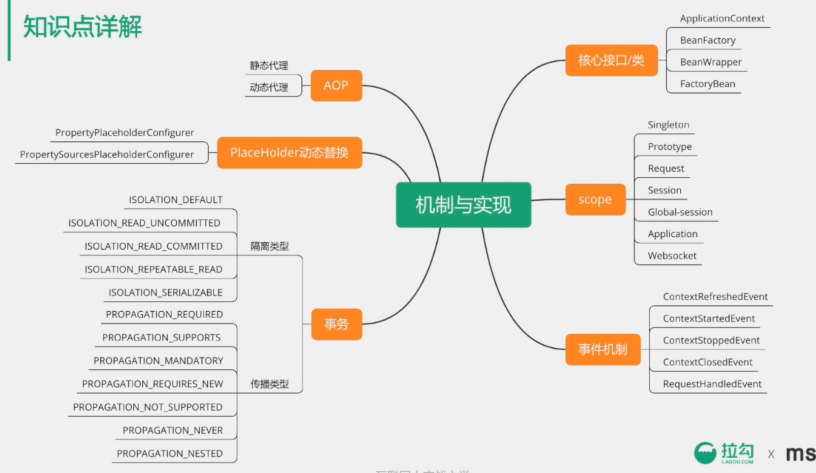 知识点详解
静态代理
动态代理
AOP
PropertyPlaceholderConfigurer
PropertySourcesPlaceholderConfigurer
PlaceHolder动态替换
ISOLATION_DEFAULT
ISOLATION_READ_UNCOMMITTED
ISOLATION_READ_COMMITTED
ISOLATION_REPEATABLE_READ
ISOLATION_SERIALIZABLE
隔离类型
PROPAGATION_REQUIRED
PROPAGATION_SUPPORTS
PROPAGATION_MANDATORY
PROPAGATION_REQUIRES_NEW
PROPAGATION_NOT_SUPPORTED
PROPAGATION_NEVER
PROPAGATION_NESTED
传播类型
事务
机制与实现
核心接口/类
ApplicationContext
BeanFactory
BeanWrapper
FactoryBean
scope
Singleton
Prototype
Request
Session
Global-session
Application
Websocket
事件机制
ContextRefreshedEvent
ContextStartedEvent
ContextStoppedEvent
ContextClosedEvent
RequestHandledEvent
拉勾
LAGOU.COM
x
ms